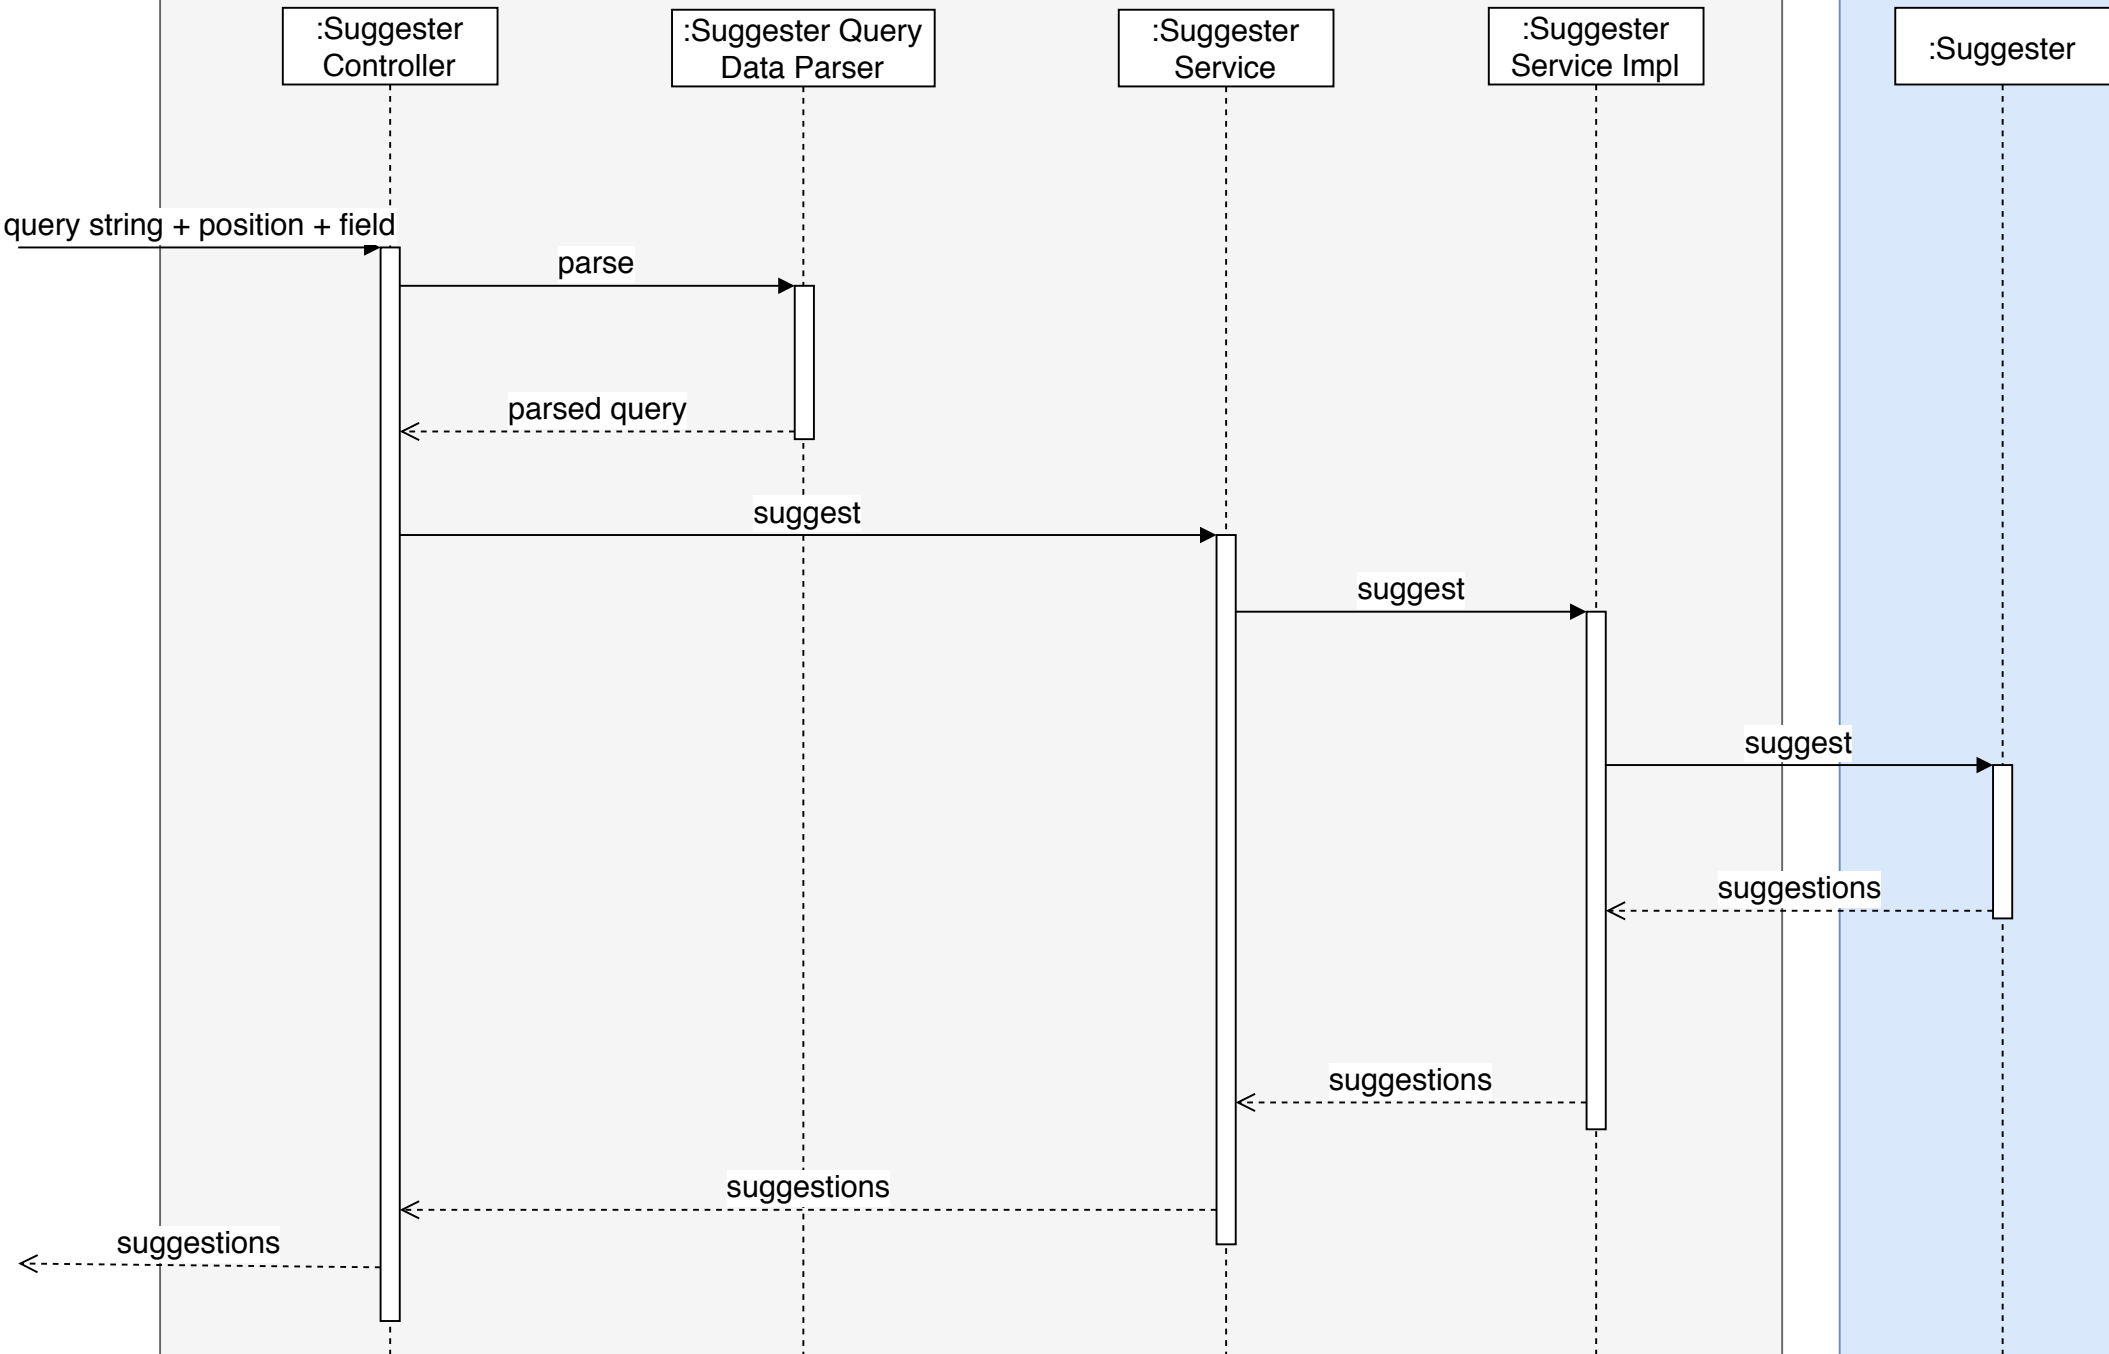 :Suggester
Controller
:Suggester Query
Data Parser
:Suggester
Service
:Suggester
Service Impl
:Suggester
query string + position + field
parse
parsed query
suggest
suggest
suggest
suggestions
suggestions
suggestions
suggestions